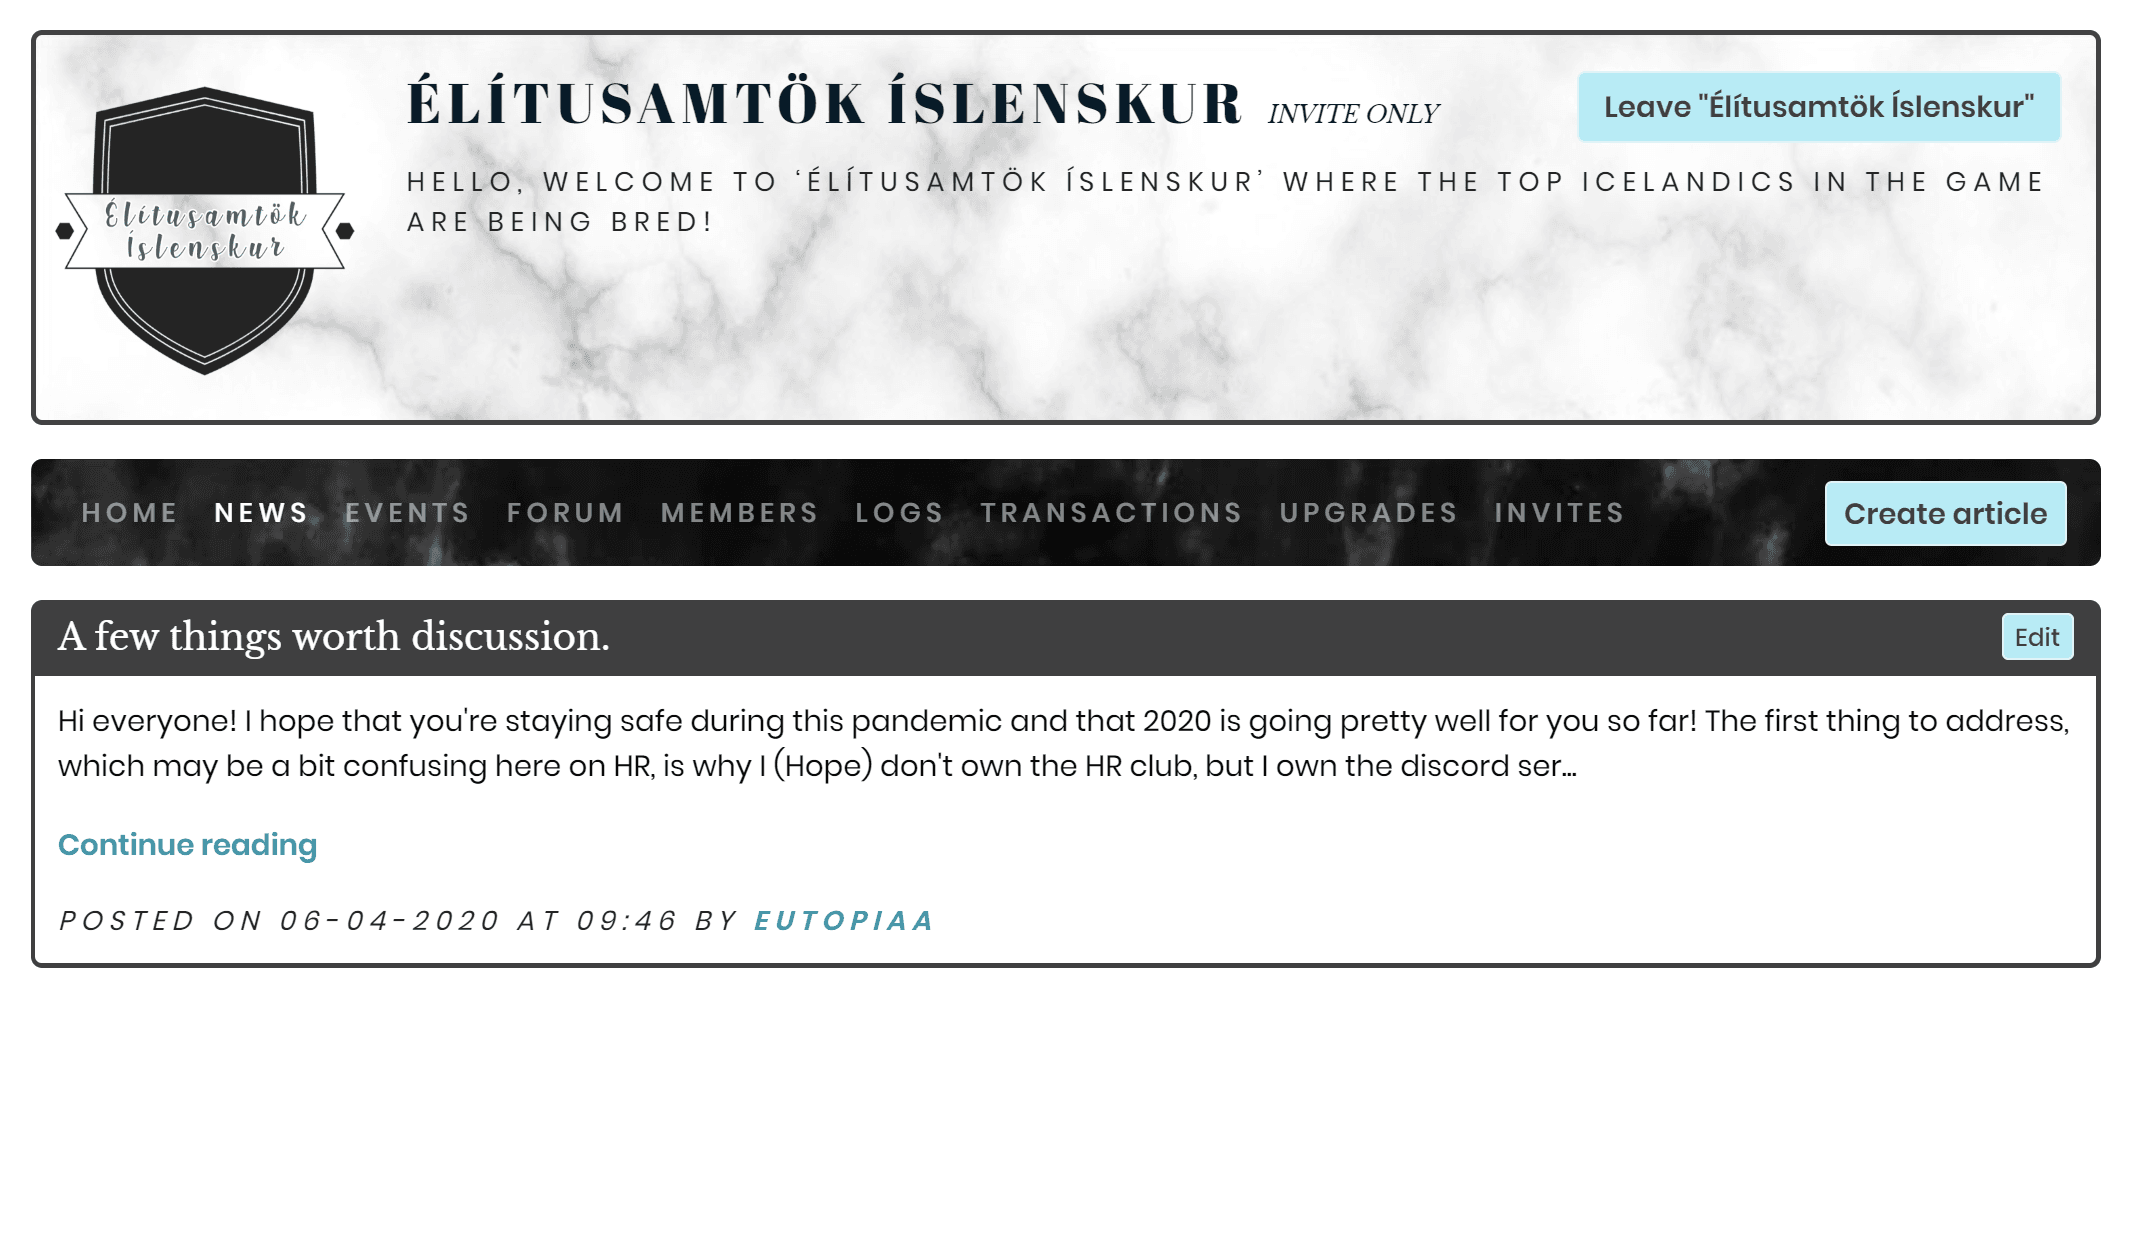 Élítusamtök
Íslenskur
ÉLÍTUSAMTÖK ÍSLENSKUR INVITE ONLY
Leave "Élítusamtök Íslenskur"
HELLO, WELCOME TO ‘ÉLÍTUSAMTÖK ÍSLENSKUR’ WHERE THE TOP ICELANDICS IN THE GAME
ARE BEING BRED!
HOME NEWS EVENTS FORUM MEMBERS LOGS TRANSACTIONS UPGRADES INVITES
Create article
A few things worth discussion.
Edit
Hi everyone! I hope that you're staying safe during this pandemic and that 2020 is going pretty well for you so far! The first thing to address,
which may be a bit confusing here on HR, is why I (Hope) don't own the HR club, but I own the discord ser...
Continue reading
POSTED ON 06-04-2020 AT 09:46 BY EUTOPIAA